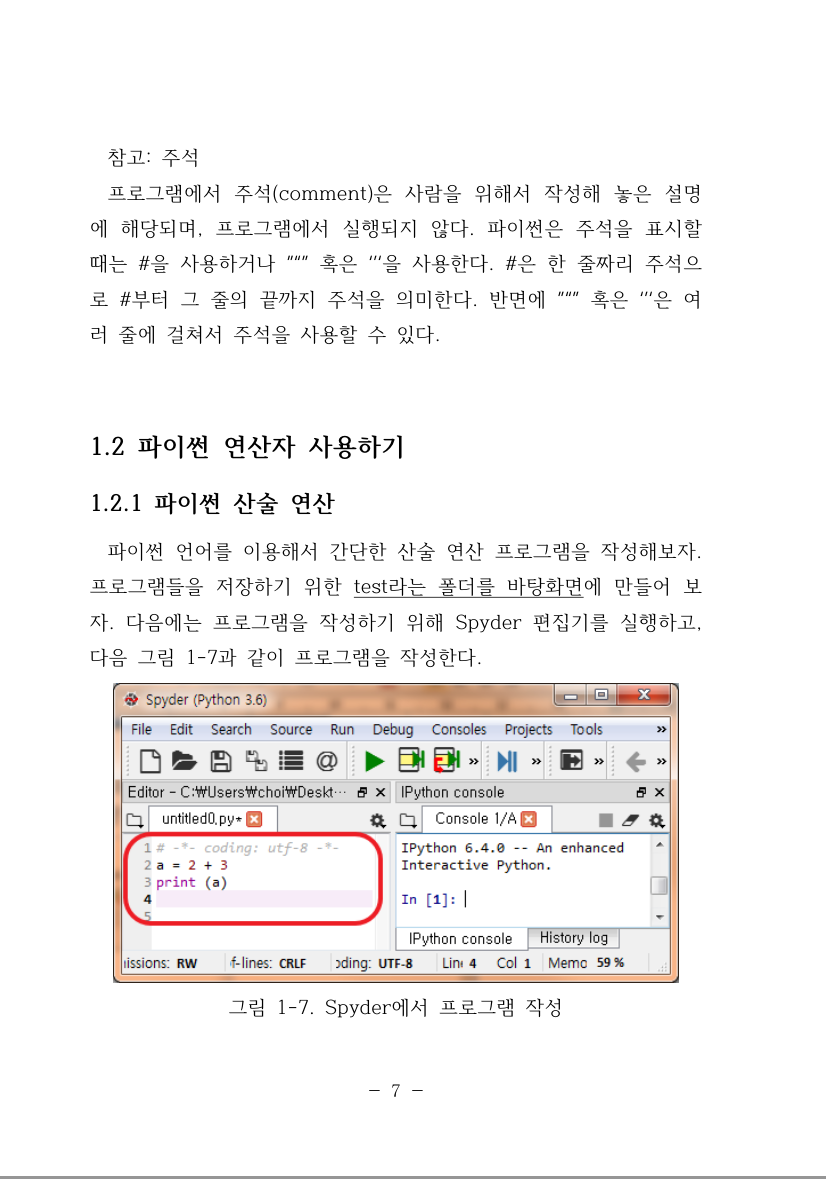 참고: 주석
프로그램에서 주석(comment)은 사람을 위해서 작성해 놓은 설명
에 해당되며, 프로그램에서 실행되지 않다. 파이썬은 주석을 표시할
때는 #을 사용하거나 """ 혹은 '''을 사용한다. #은 한 줄짜리 주석으
로 #부터 그 줄의 끝까지 주석을 의미한다. 반면에 """ 혹은 '''은 여
러 줄에 걸쳐서 주석을 사용할 수 있다.
1.2 파이썬 연산자 사용하기
1.2.1 파이썬 산술 연산
파이썬 언어를 이용해서 간단한 산술 연산 프로그램을 작성해보자.
프로그램들을 저장하기 위한 test라는 폴더를 바탕화면에 만들어 보
자. 다음에는 프로그램을 작성하기 위해 Spyder 편집기를 실행하고,
다음 그림 1-7과 같이 프로그램을 작성한다.
Spyder (Python 3.6)
File Edit Search Source Run Debug Consoles Projects Tools »
Editor - C:₩Users₩choi₩Deskt… IPython console
untitled0.py* Console 1/A
1 # -*- coding: utf-8 -*-
2 a = 2 + 3
3 print (a)
4
5
IPython 6.4.0 -- An enhanced
Interactive Python.
In [1]:
IPython console History log
issions: RW f-lines: CRLF oding: UTF-8 Line 4 Col 1 Memo 59 %
그림 1-7. Spyder에서 프로그램 작성
- 7 -